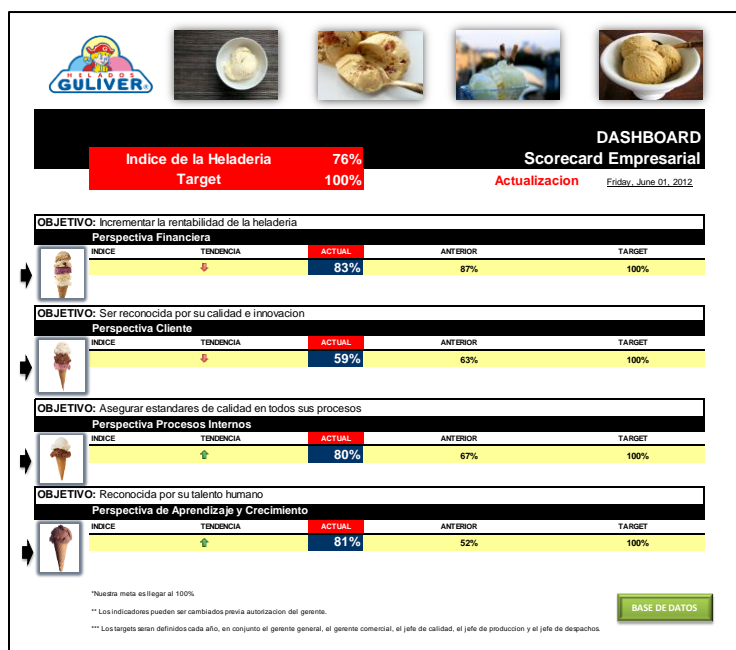 HELADOS
GULIVER
DASHBOARD
Indice de la Heladeria 76% Scorecard Empresarial
Target 100% Actualizacion Friday, June 01, 2012
OBJETIVO: Incrementar la rentabilidad de la heladeria
Perspectiva Financiera
INDICE TENDENCIA ACTUAL ANTERIOR TARGET
83% 87% 100%
OBJETIVO: Ser reconocida por su calidad e innovacion
Perspectiva Cliente
INDICE TENDENCIA ACTUAL ANTERIOR TARGET
59% 63% 100%
OBJETIVO: Asegurar estandares de calidad en todos sus procesos
Perspectiva Procesos Internos
INDICE TENDENCIA ACTUAL ANTERIOR TARGET
80% 67% 100%
OBJETIVO: Reconocida por su talento humano
Perspectiva de Aprendizaje y Crecimiento
INDICE TENDENCIA ACTUAL ANTERIOR TARGET
81% 52% 100%
*Nuestra meta es llegar al 100%
BASE DE DATOS
** Los indicadores pueden ser cambiados previa autorizacion del gerente.
*** Los targets seran definidos cada año, en conjunto el gerente general, el gerente comercial, el jefe de calidad, el jefe de produccion y el jefe de despachos.